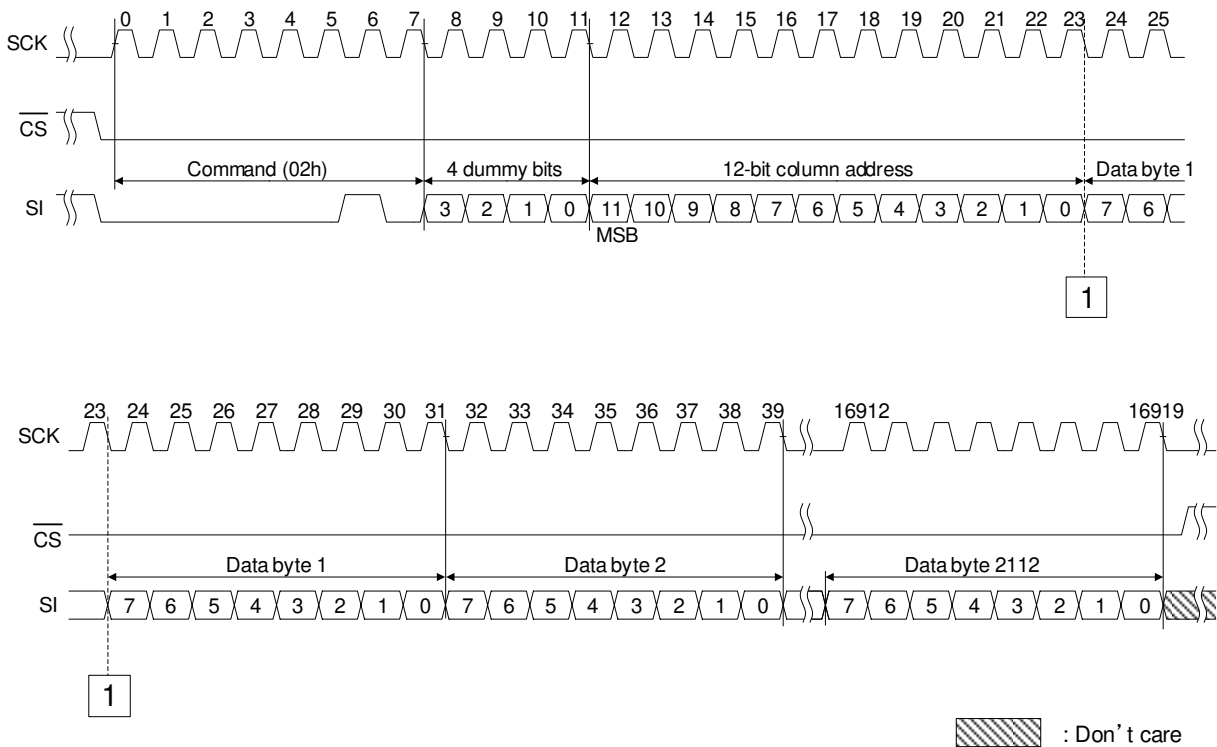 0 1 2 3 4 5 6 7 8 9 10 11 12 13 14 15 16 17 18 19 20 21 22 23 24 25
SCK
CS
Command (02h) 4 dummy bits 12-bit column address Data byte 1
SI 3 2 1 0 11 10 9 8 7 6 5 4 3 2 1 0 7 6
MSB
1
23 24 25 26 27 28 29 30 31 32 33 34 35 36 37 38 39 16912 16919
SCK
CS
Data byte 1 Data byte 2 Data byte 2112
SI 7 6 5 4 3 2 1 0 7 6 5 4 3 2 1 0 7 6 5 4 3 2 1 0
1
: Don't care